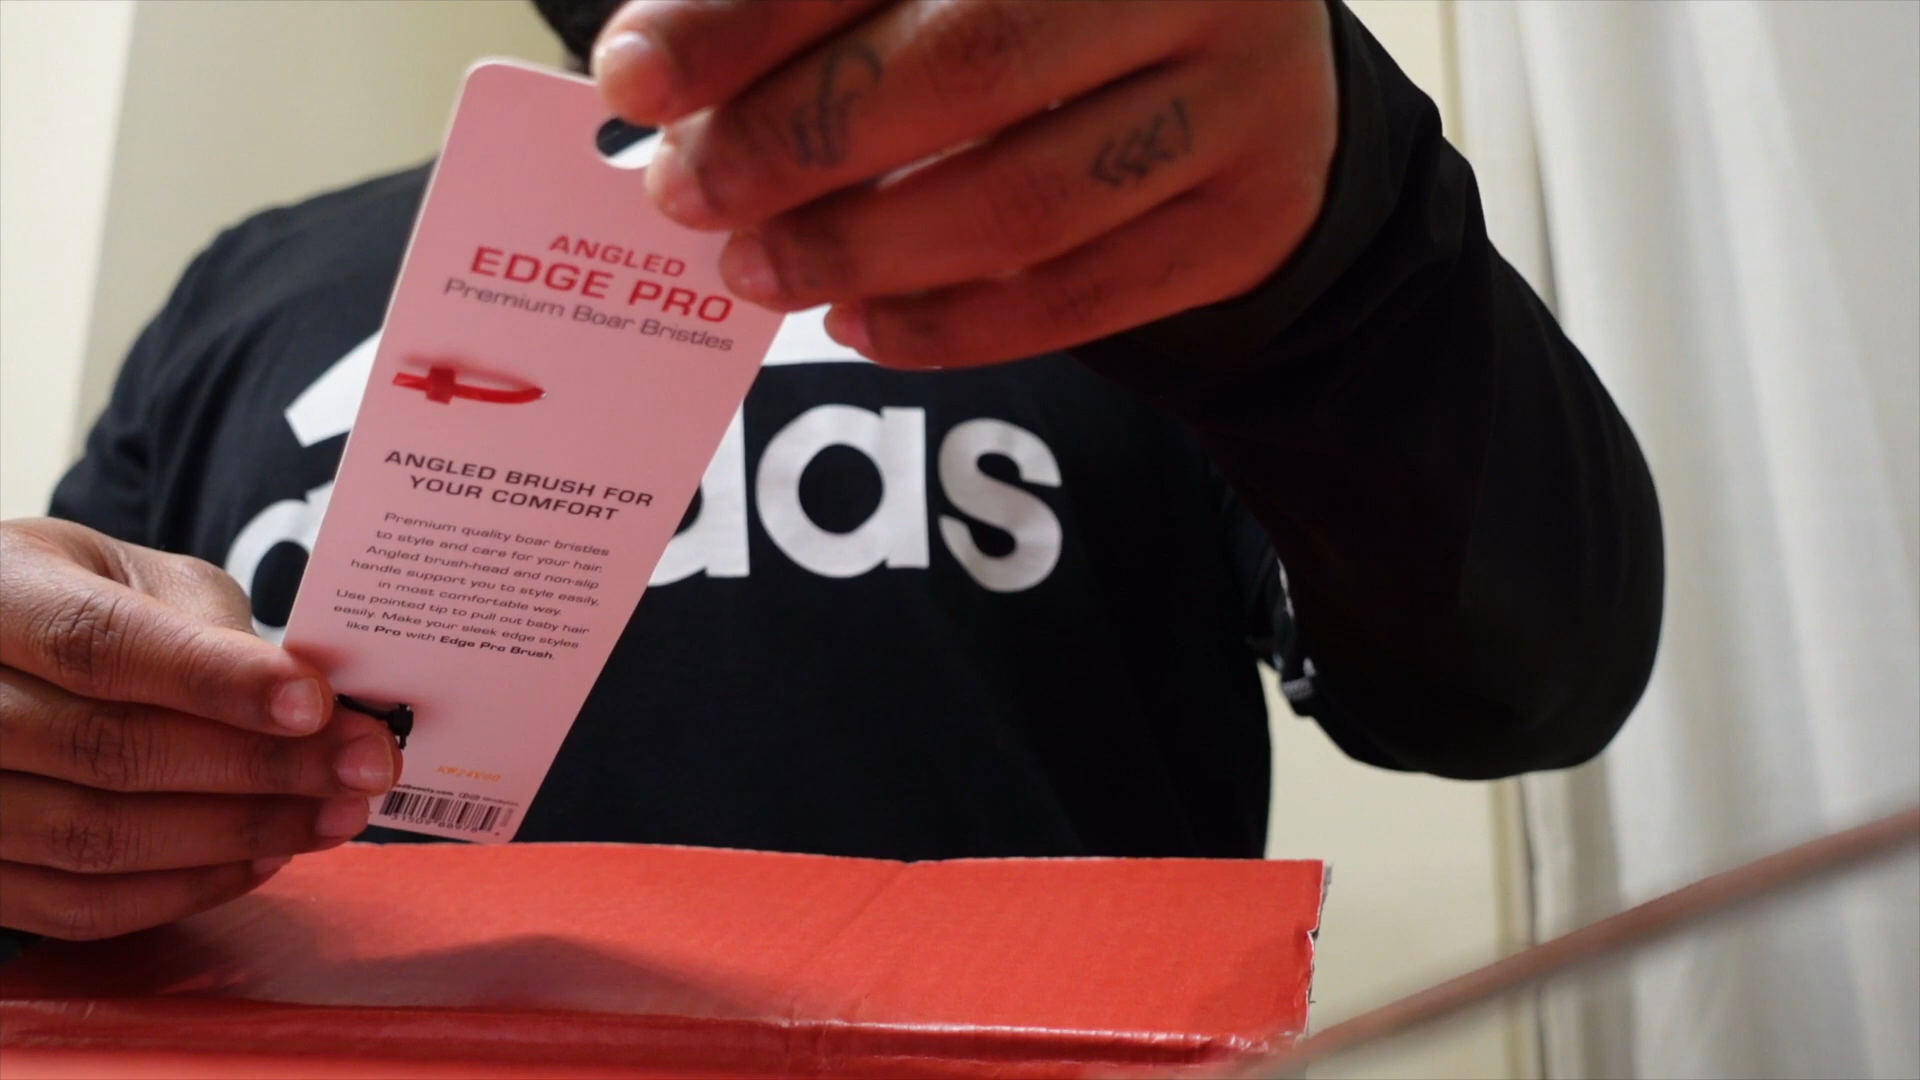 ANGLED
EDGE PRO
Premium Boar Bristles
ANGLED BRUSH FOR
YOUR COMFORT
Premium quality boar bristles
to style and care for your hair.
Angled brush-head and non-slip
handle support you to style easily,
in most comfortable way.
Use pointed tip to pull out baby hair
easily. Make your sleek edge styles
like Pro with Edge Pro Brush.